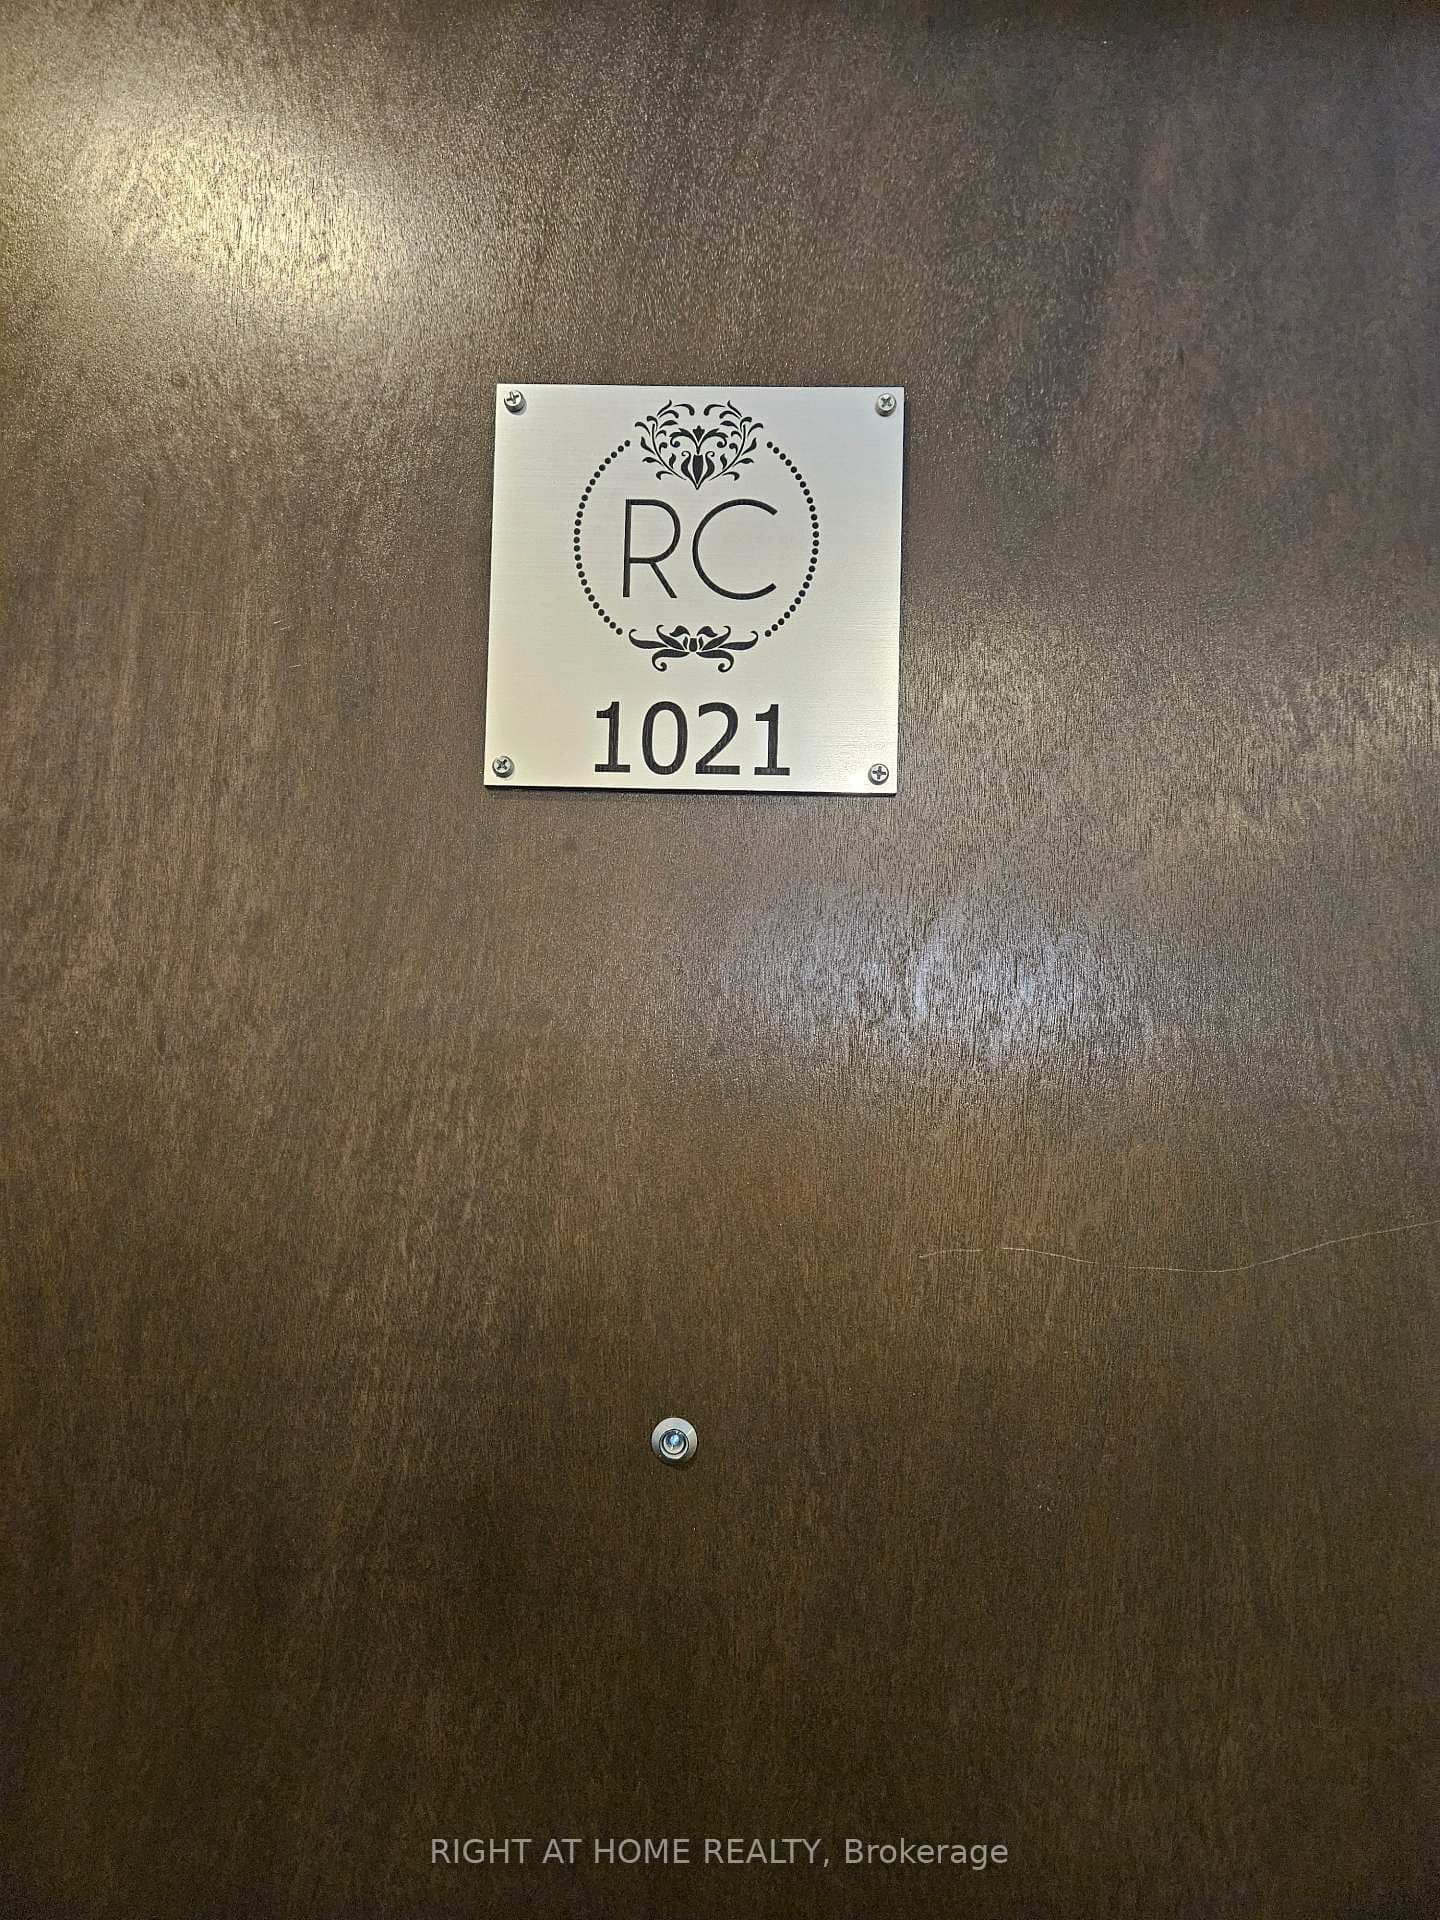 RC
1021
RIGHT AT HOME REALTY, Brokerage